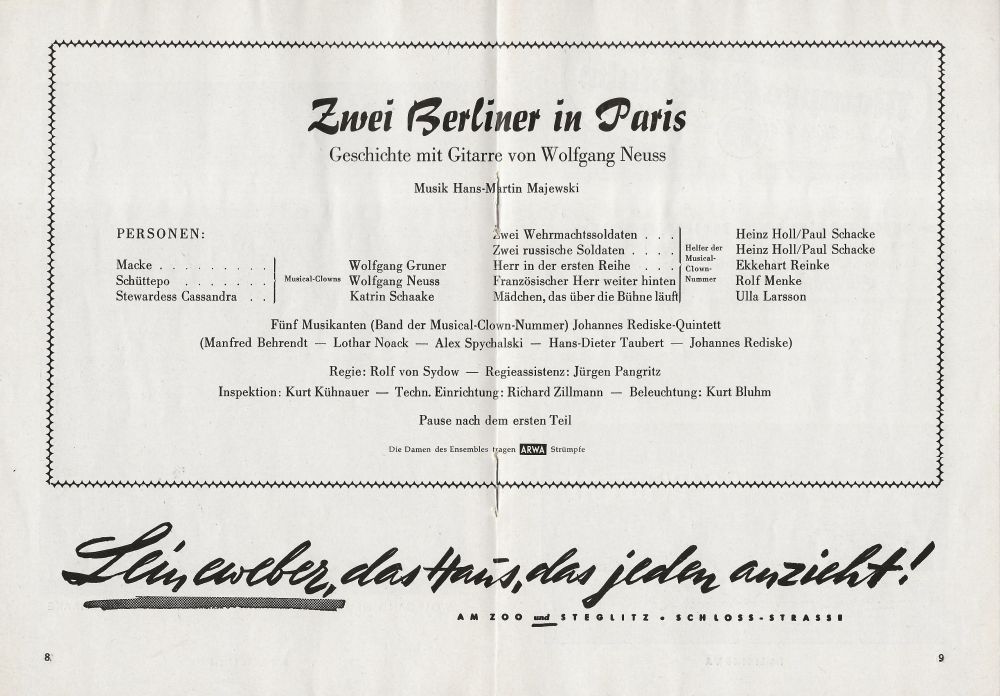 Zwei Berliner in Paris
Geschichte mit Gitarre von Wolfgang Neuss
Musik Hans-Martin Majewski
PERSONEN:
Macke . . . . . . . . .
Schüttepo . . . . . . .
Stewardess Cassandra . .
Musical-Clowns
Wolfgang Gruner
Wolfgang Neuss
Katrin Schaake
Zwei Wehrmachtssoldaten . . .
Zwei russische Soldaten . . . .
Herr in der ersten Reihe . . .
Französischer Herr weiter hinten
Mädchen, das über die Bühne läuft
Helfer der
Musical-
Clown-
Nummer
Heinz Holl/Paul Schacke
Heinz Holl/Paul Schacke
Ekkehart Reinke
Rolf Menke
Ulla Larsson
Fünf Musikanten (Band der Musical-Clown-Nummer) Johannes Rediske-Quintett
(Manfred Behrendt — Lothar Noack — Alex Spychalski — Hans-Dieter Taubert — Johannes Rediske)
Regie: Rolf von Sydow — Regieassistenz: Jürgen Pangritz
Inspektion: Kurt Kühnauer — Techn. Einrichtung: Richard Zillmann — Beleuchtung: Kurt Bluhm
Pause nach dem ersten Teil
Die Damen des Ensembles tragen ARWA Strümpfe
Leineweber, das Haus, das jeden anzieht!
AM ZOO und STEGLITZ • SCHLOSS-STRASSE
8
9